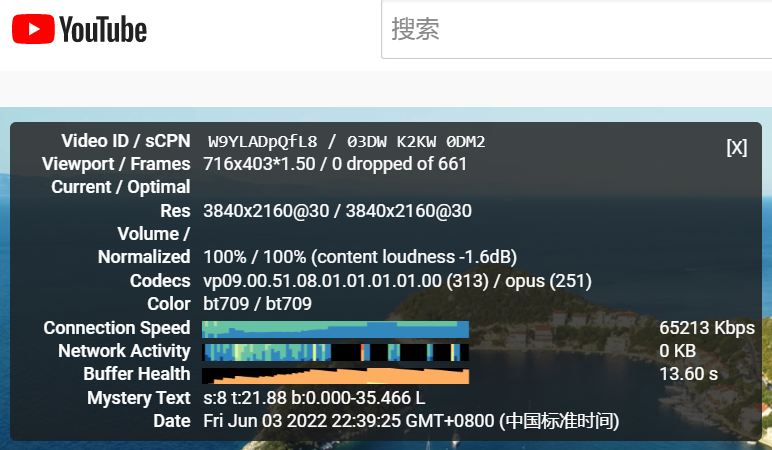 YouTube
搜索
Video ID / sCPN W9YLADpQfL8 / 03DW K2KW 0DM2
[X]
Viewport / Frames 716x403*1.50 / 0 dropped of 661
Current / Optimal
Res 3840x2160@30 / 3840x2160@30
Volume /
Normalized 100% / 100% (content loudness -1.6dB)
Codecs vp09.00.51.08.01.01.01.01.00 (313) / opus (251)
Color bt709 / bt709
Connection Speed 65213 Kbps
Network Activity 0 KB
Buffer Health 13.60 s
Mystery Text s:8 t:21.88 b:0.000-35.466 L
Date Fri Jun 03 2022 22:39:25 GMT+0800 (中国标准时间)